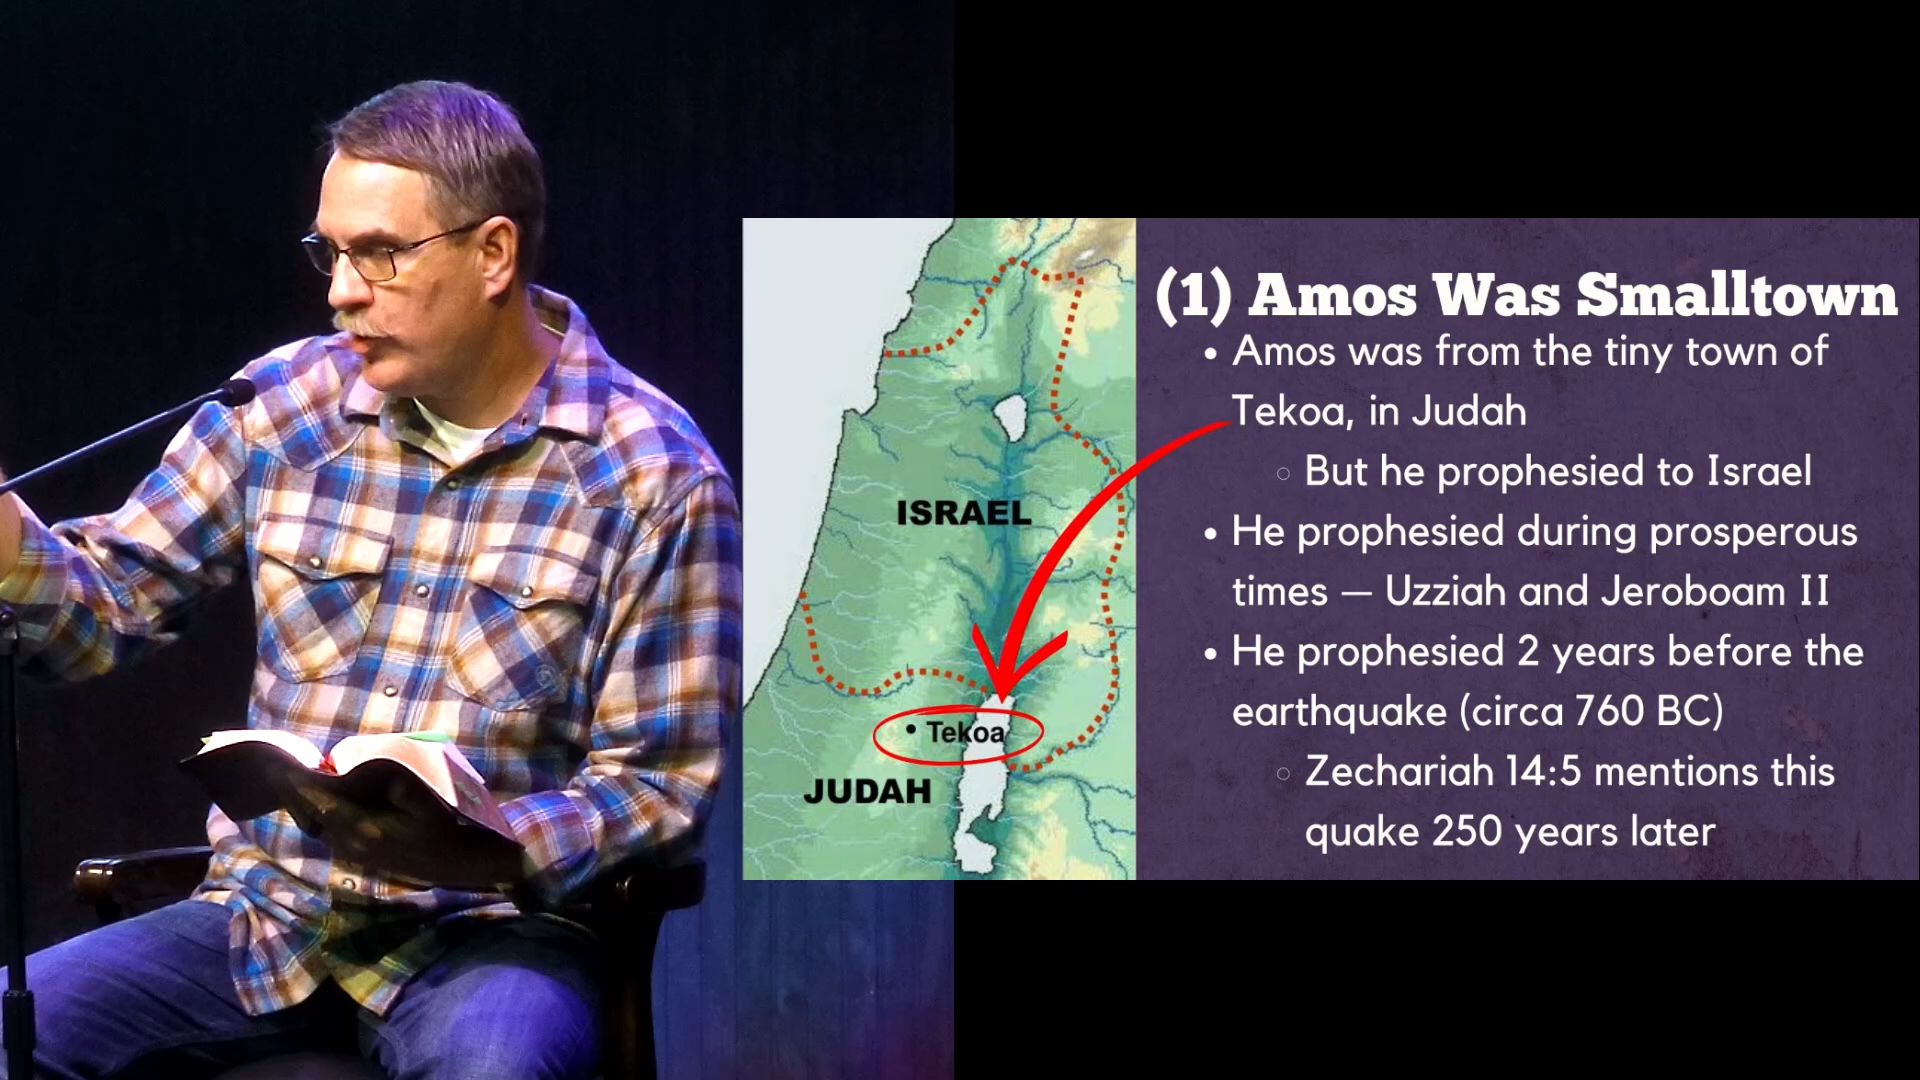 (1) Amos Was Smalltown
• Amos was from the tiny town of
Tekoa, in Judah
◦ But he prophesied to Israel
• He prophesied during prosperous
times — Uzziah and Jeroboam II
• He prophesied 2 years before the
earthquake (circa 760 BC)
◦ Zechariah 14:5 mentions this
quake 250 years later
ISRAEL
• Tekoa
JUDAH